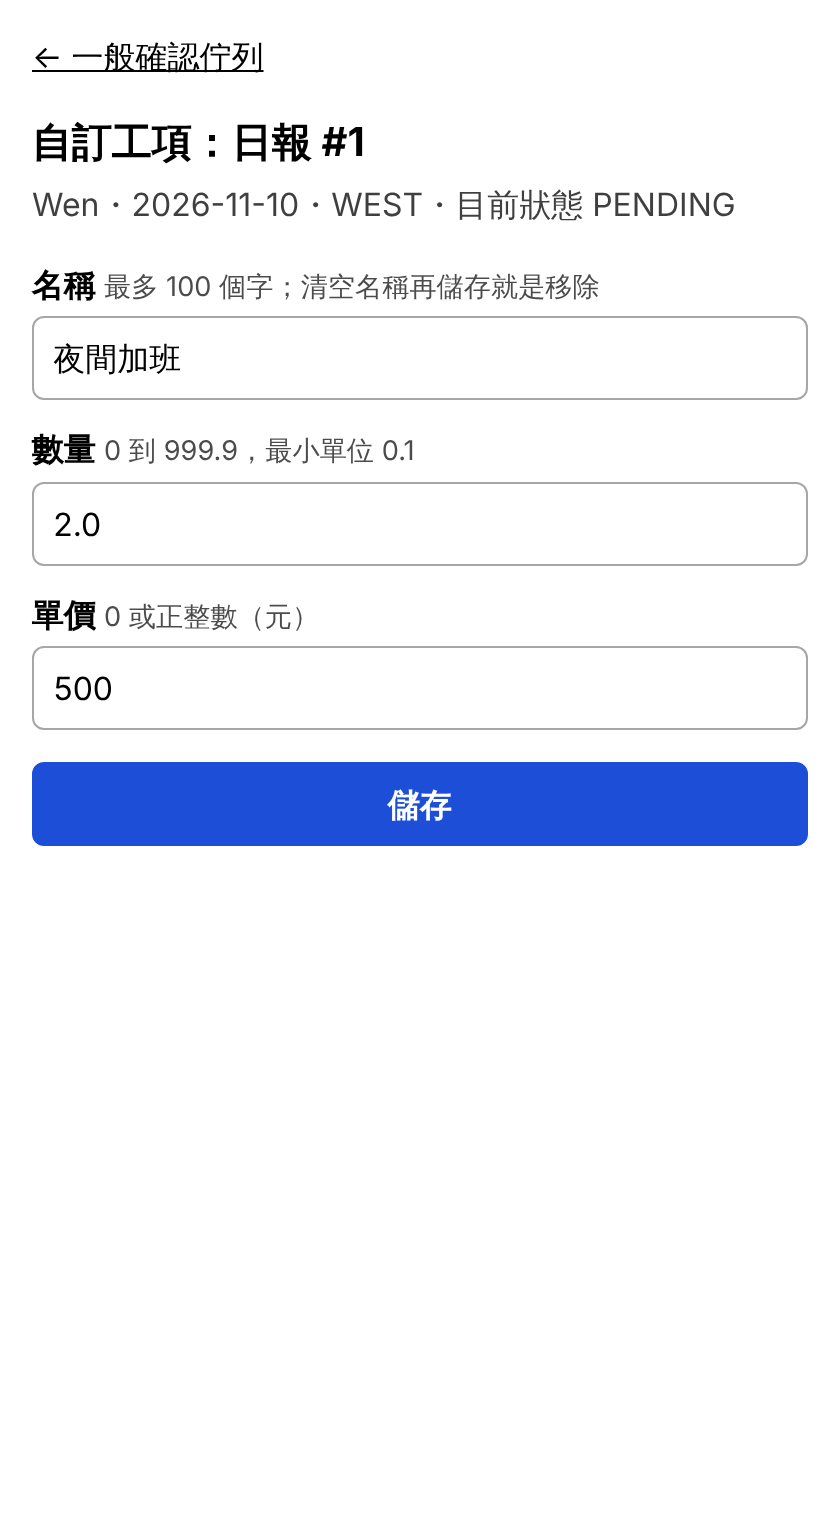 ← 一般確認佇列
自訂工項：日報 #1
Wen・2026-11-10・WEST・目前狀態 PENDING
名稱 最多 100 個字；清空名稱再儲存就是移除
夜間加班
數量 0 到 999.9，最小單位 0.1
2.0
單價 0 或正整數（元）
500
儲存